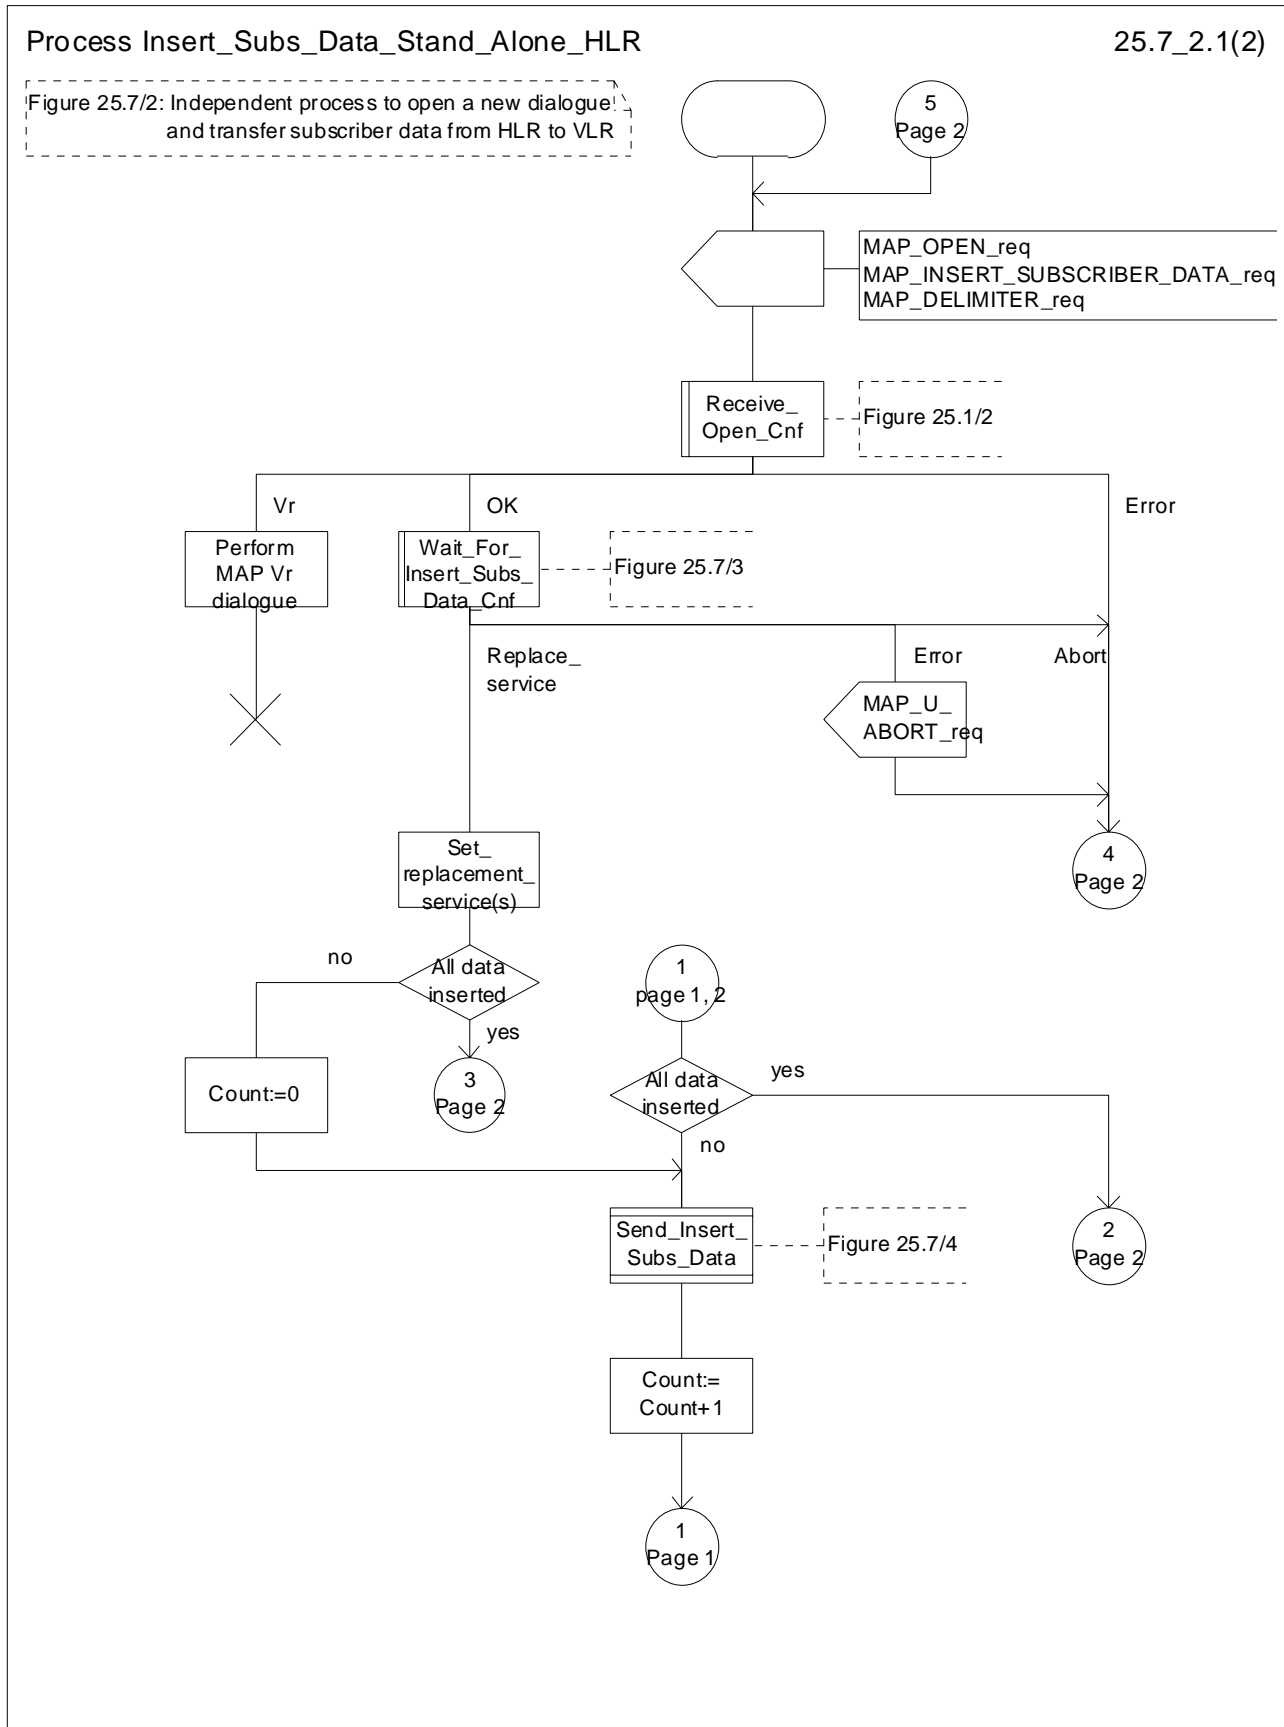 Process Insert_Subs_Data_Stand_Alone_HLR
25.7_2.1(2)
Figure 25.7/2: Independent process to open a new dialogue
and transfer subscriber data from HLR to VLR
5
Page 2
MAP_OPEN_req
MAP_INSERT_SUBSCRIBER_DATA_req
MAP_DELIMITER_req
Receive_
Open_Cnf
Figure 25.1/2
Vr
OK
Error
Perform
MAP Vr
dialogue
Wait_For_
Insert_Subs_
Data_Cnf
Figure 25.7/3
Replace_
service
Error
Abort
MAP_U_
ABORT_req
Set_
replacement_
service(s)
4
Page 2
no
All data
inserted
yes
1
page 1, 2
Count:=0
3
Page 2
All data
inserted
yes
no
Send_Insert_
Subs_Data
Figure 25.7/4
2
Page 2
Count:=
Count+1
1
Page 1